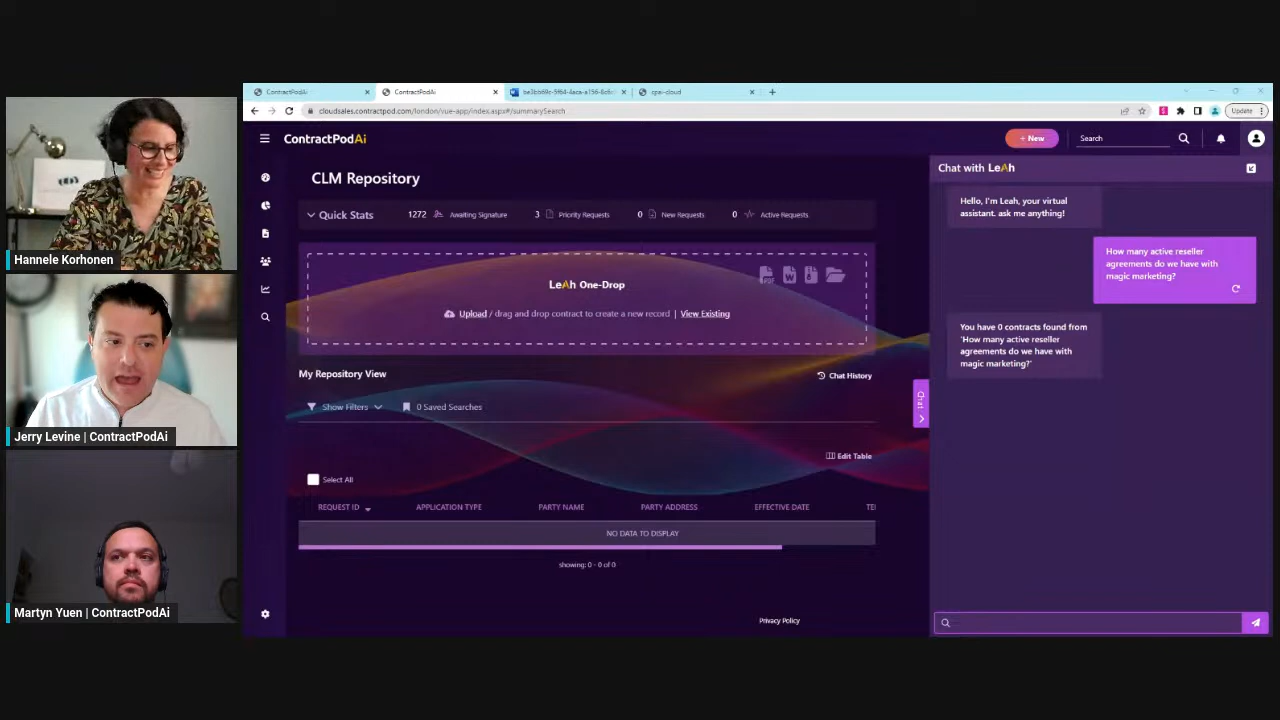 Hannele Korhonen
Jerry Levine | ContractPodAi
Martyn Yuen | ContractPodAi
ContractPodAi
ContractPodAi
cpai-cloud
cloudsales.contractpod.com/london/vue-app/index.aspx#/summarySearch
Update
ContractPodAi
+ New
Search
CLM Repository
Quick Stats
1272 Awaiting Signature
3 Priority Requests
0 New Requests
0 Active Requests
LeAh One-Drop
Upload / drag and drop contract to create a new record | View Existing
My Repository View
Chat History
Show Filters
0 Saved Searches
Edit Table
Select All
REQUEST ID
APPLICATION TYPE
PARTY NAME
PARTY ADDRESS
EFFECTIVE DATE
NO DATA TO DISPLAY
showing: 0 - 0 of 0
Privacy Policy
Chat
Chat with LeAh
Hello, I'm Leah, your virtual
assistant. ask me anything!
How many active reseller
agreements do we have with
magic marketing?
You have 0 contracts found from
'How many active reseller
agreements do we have with
magic marketing?'